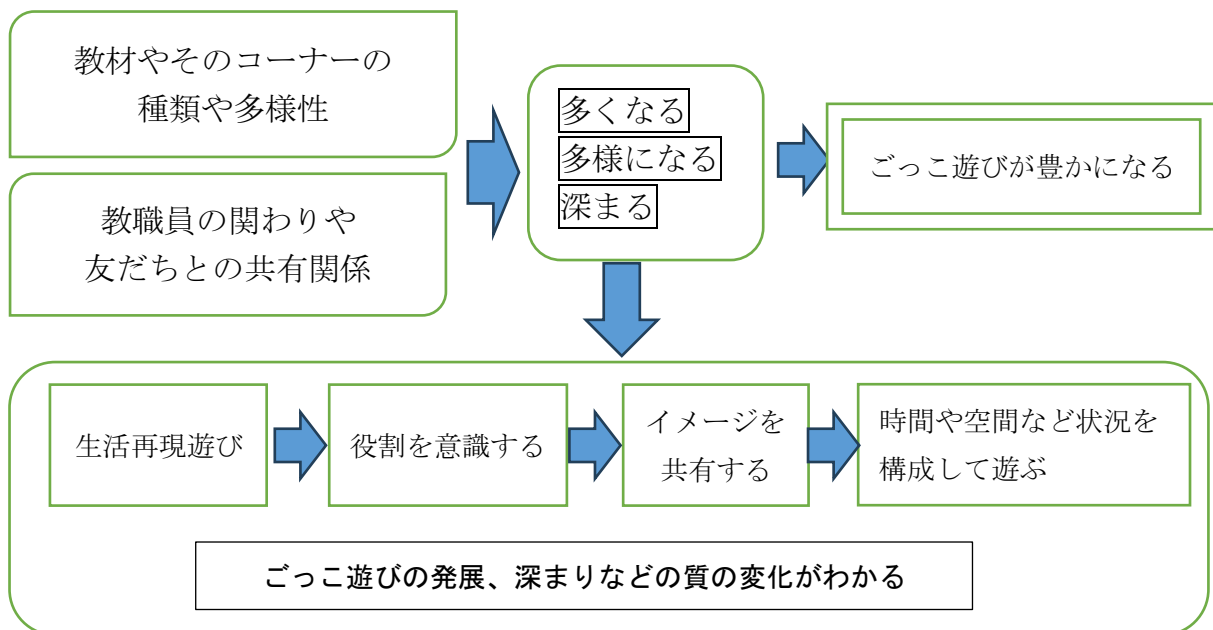 教材やそのコーナーの
種類や多様性
教職員の関わりや
友だちとの共有関係
多くなる
多様になる
深まる
ごっこ遊びが豊かになる
生活再現遊び
役割を意識する
イメージを
共有する
時間や空間など状況を
構成して遊ぶ
ごっこ遊びの発展、深まりなどの質の変化がわかる